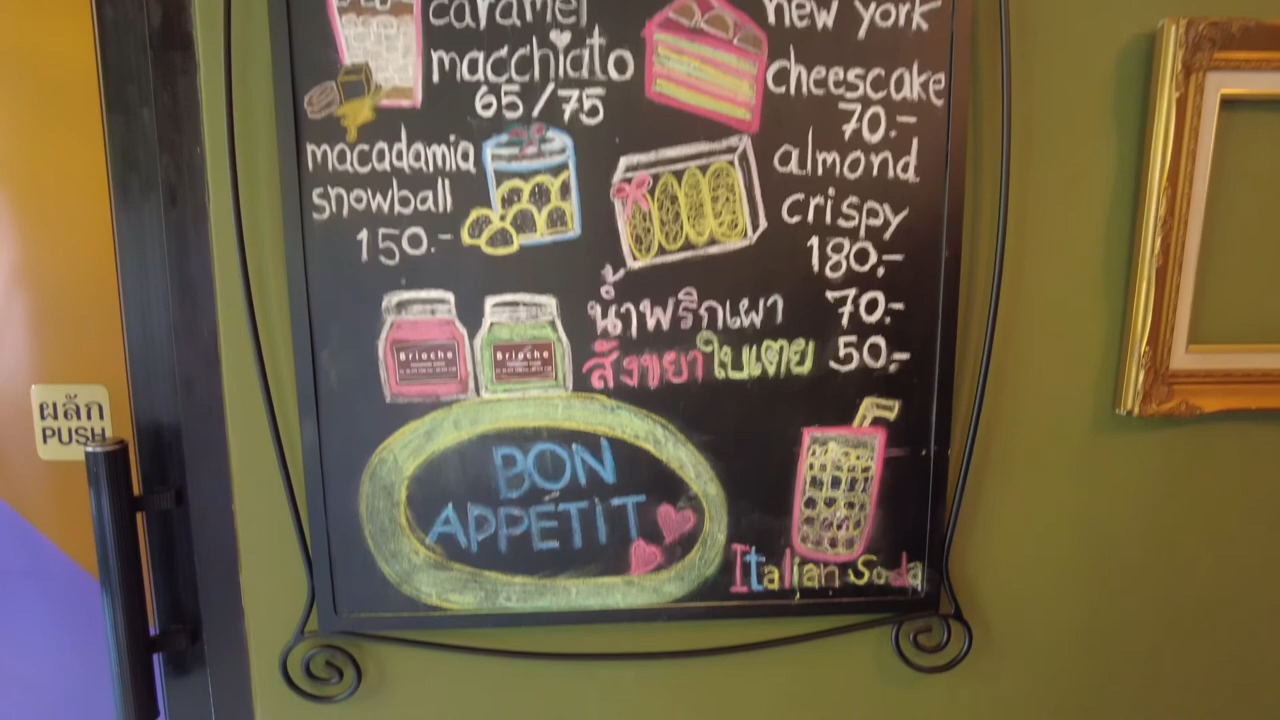 caramel
macchiato
65/75
new york
cheescake
70.-
macadamia
snowball
150.-
almond
crispy
180.-
น้ำพริกเผา 70.-
สังขยาใบเตย 50.-
Brioche
Brioche
BON
APPÉTIT
Italian Soda
ผลัก
PUSH